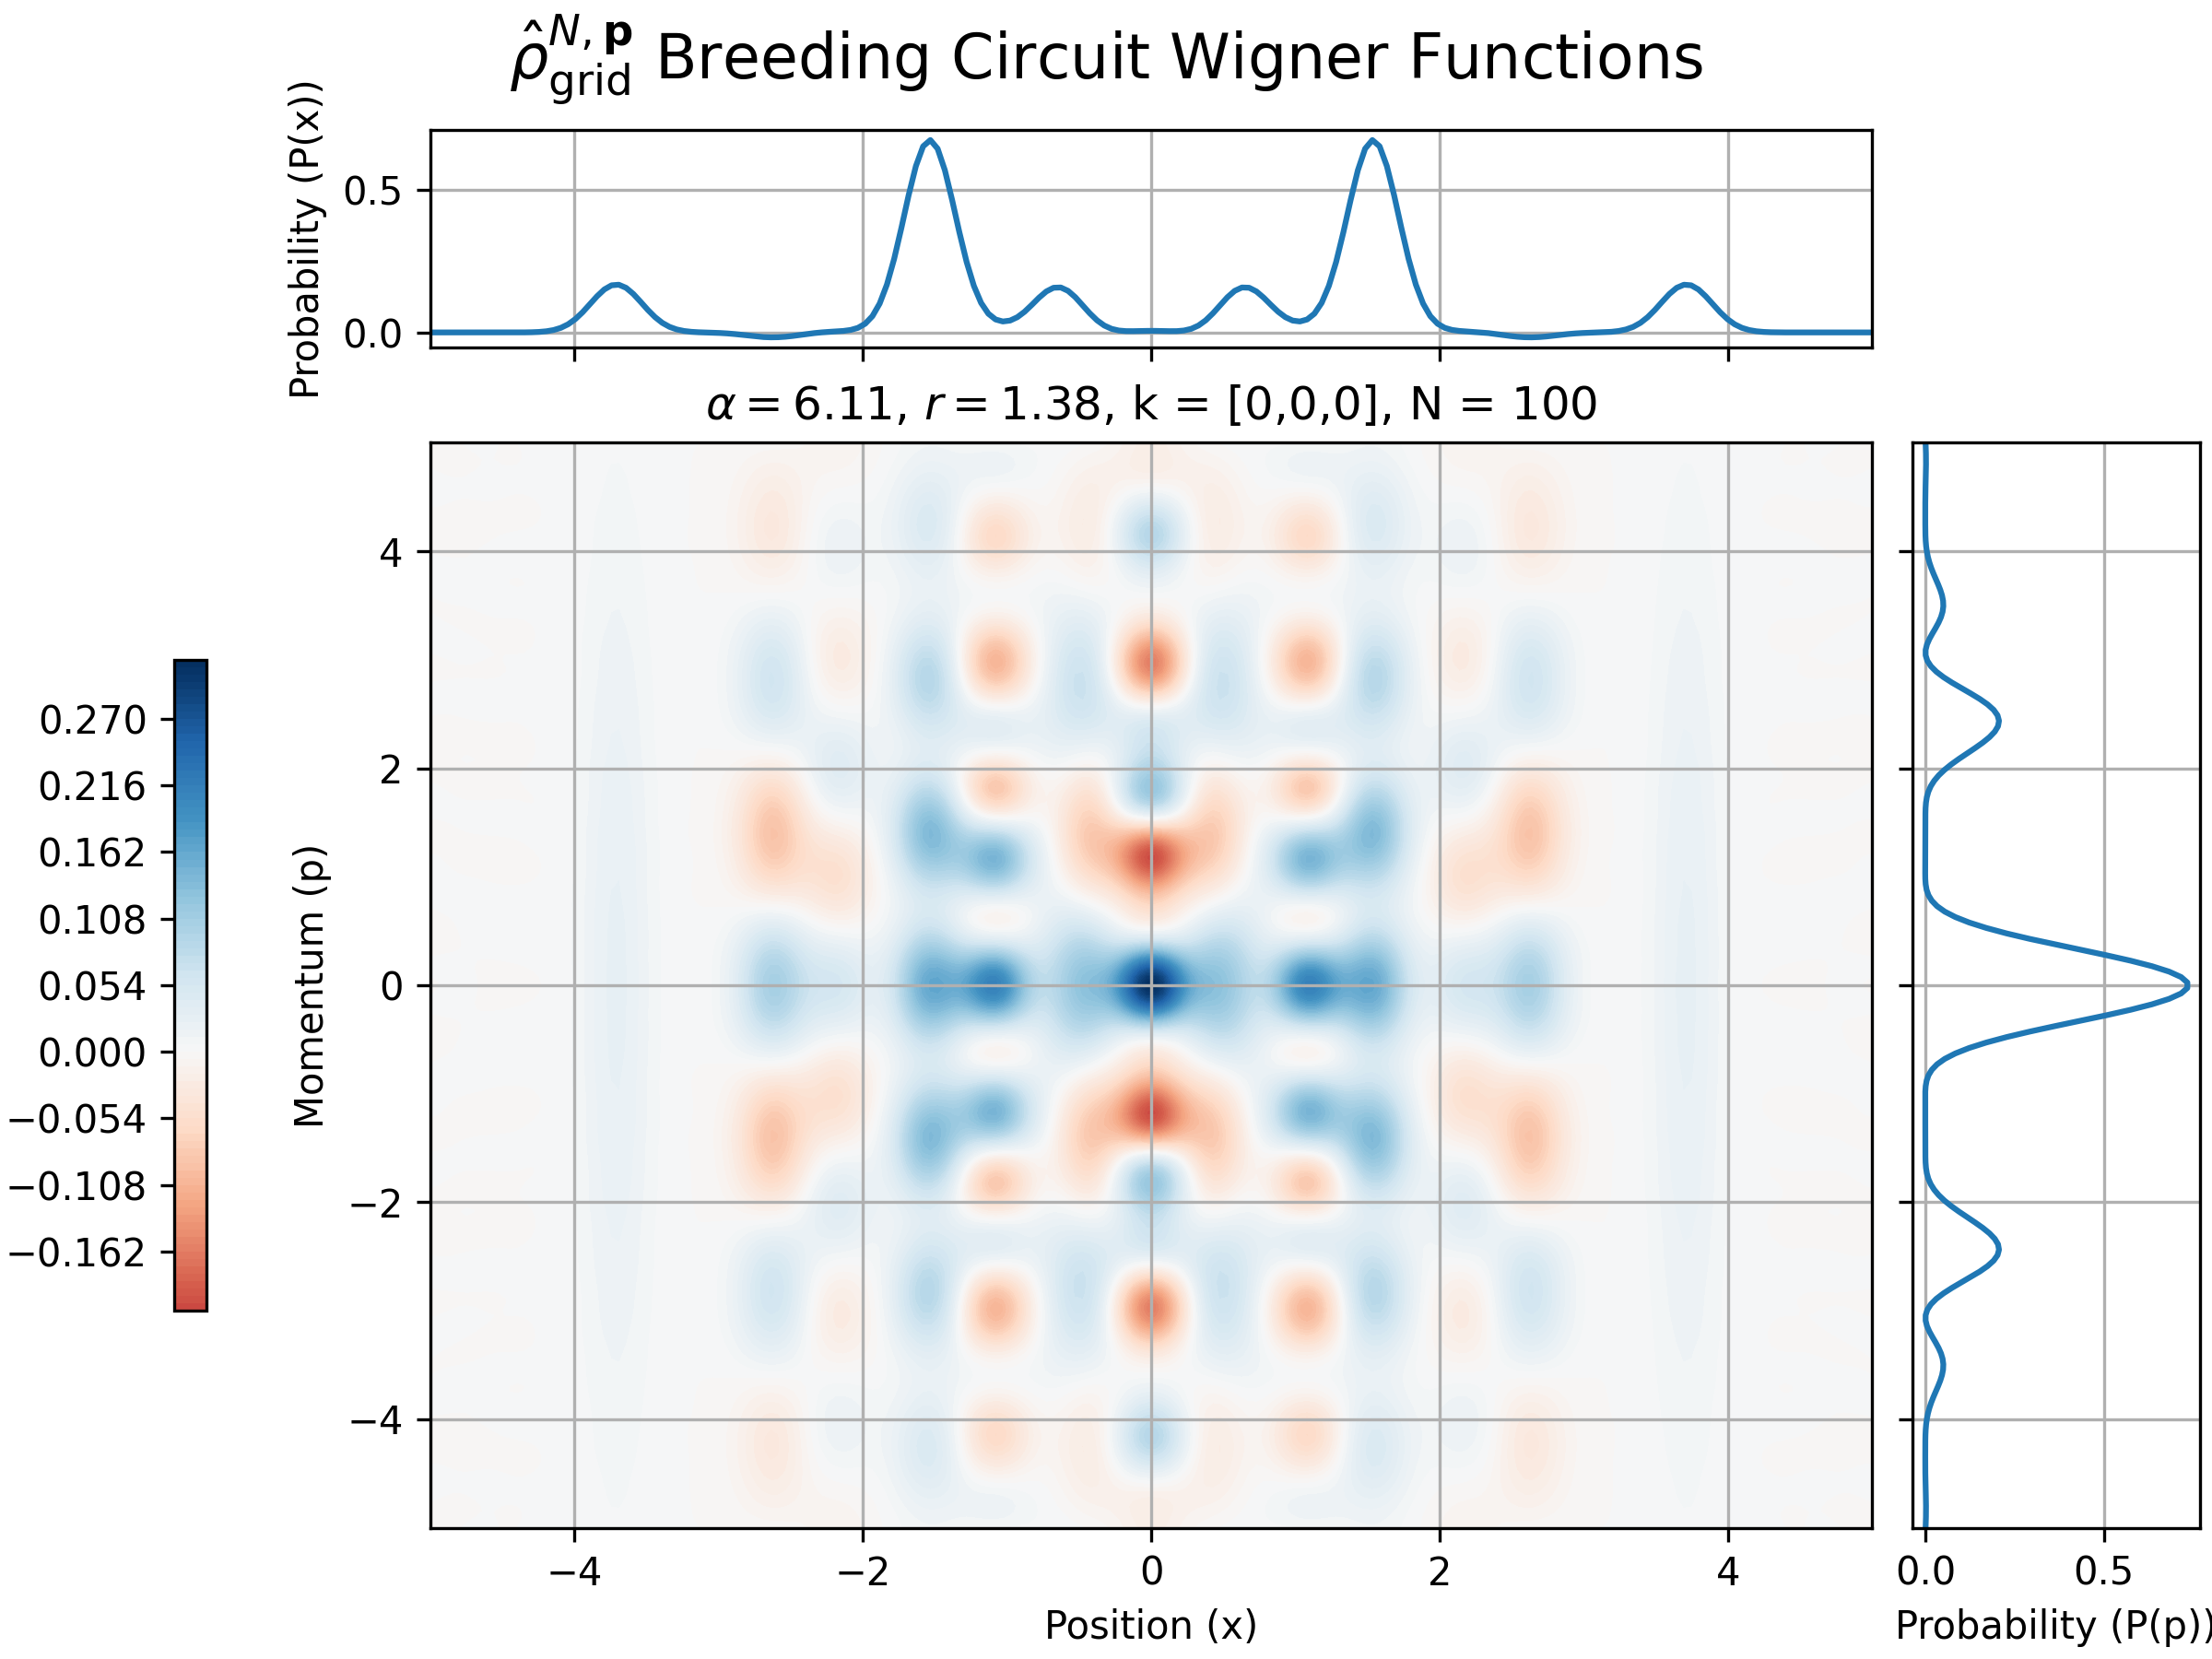 ρ̂_grid^{N, p} Breeding Circuit Wigner Functions
Probability (P(x))
0.5
0.0
α = 6.11, r = 1.38, k = [0,0,0], N = 100
0.270
0.216
0.162
0.108
0.054
0.000
−0.054
−0.108
−0.162
Momentum (p)
4
2
0
−2
−4
−4 −2 0 2 4
Position (x)
0.0 0.5
Probability (P(p))